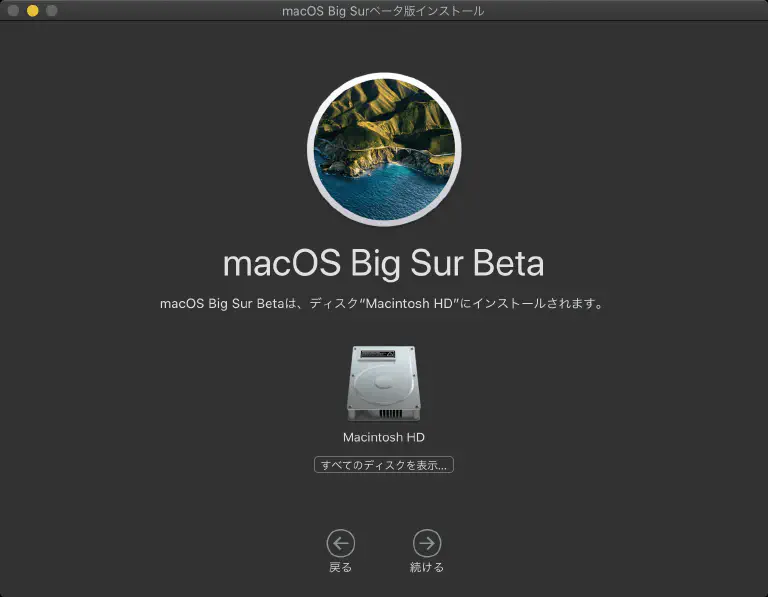 macOS Big Surベータ版インストール
macOS Big Sur Beta
macOS Big Sur Betaは、ディスク“Macintosh HD”にインストールされます。
Macintosh HD
すべてのディスクを表示...
戻る
続ける